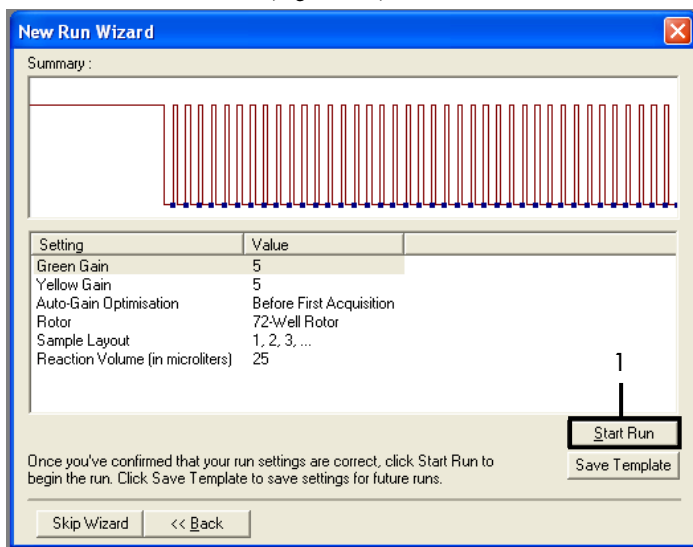 New Run Wizard
Summary :
Setting Value
Green Gain 5
Yellow Gain 5
Auto-Gain Optimisation Before First Acquisition
Rotor 72-Well Rotor
Sample Layout 1, 2, 3, ...
Reaction Volume (in microliters) 25
1
Start Run
Once you've confirmed that your run settings are correct, click Start Run to
begin the run. Click Save Template to save settings for future runs.
Save Template
Skip Wizard << Back